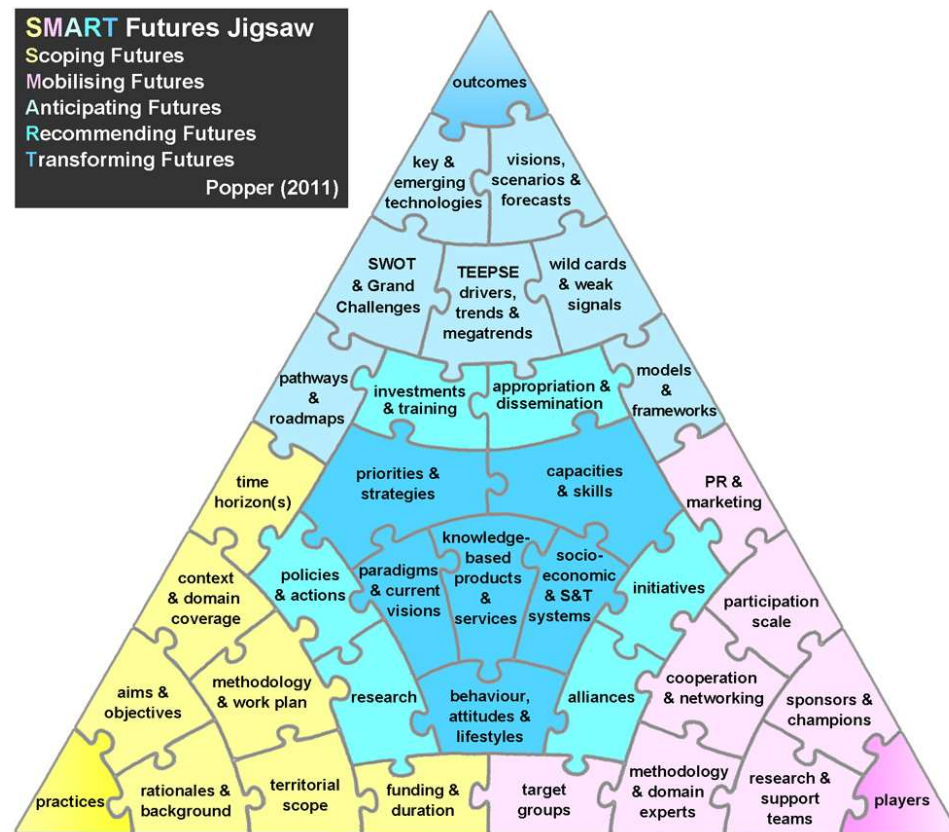 SMART Futures Jigsaw
Scoping Futures
Mobilising Futures
Anticipating Futures
Recommending Futures
Transforming Futures
Popper (2011)
outcomes
key &
emerging
technologies
visions,
scenarios &
forecasts
SWOT
& Grand
Challenges
TEEPSE
drivers,
trends &
megatrends
wild cards
& weak
signals
pathways
&
roadmaps
investments
& training
appropriation &
dissemination
models
&
frameworks
time
horizon(s)
priorities &
strategies
capacities
& skills
PR &
marketing
context
& domain
coverage
policies
& actions
paradigms
& current
visions
knowledge-
based
products
&
services
socio-
economic
& S&T
systems
initiatives
participation
scale
aims &
objectives
methodology
& work plan
research
behaviour,
attitudes &
lifestyles
alliances
cooperation
& networking
sponsors &
champions
practices
rationales &
background
territorial
scope
funding &
duration
target
groups
methodology
& domain
experts
research &
support
teams
players